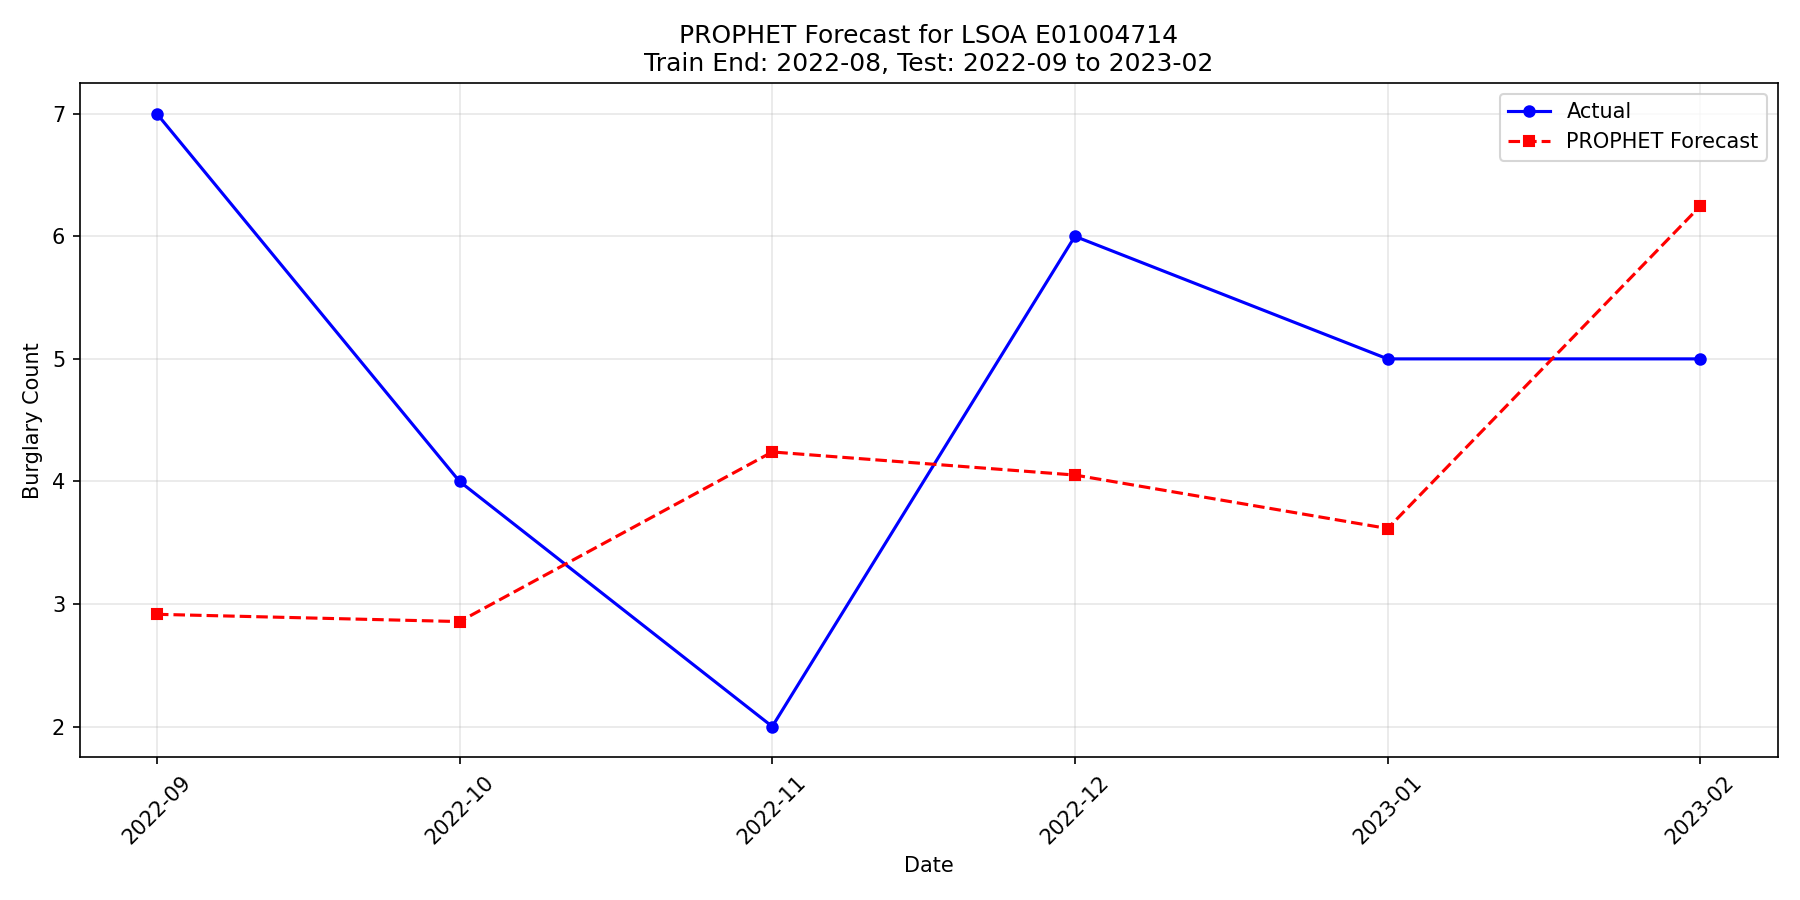 PROPHET Forecast for LSOA E01004714
Train End: 2022-08, Test: 2022-09 to 2023-02
Actual
PROPHET Forecast
Burglary Count
7
6
5
4
3
2
2022-09
2022-10
2022-11
2022-12
2023-01
2023-02
Date